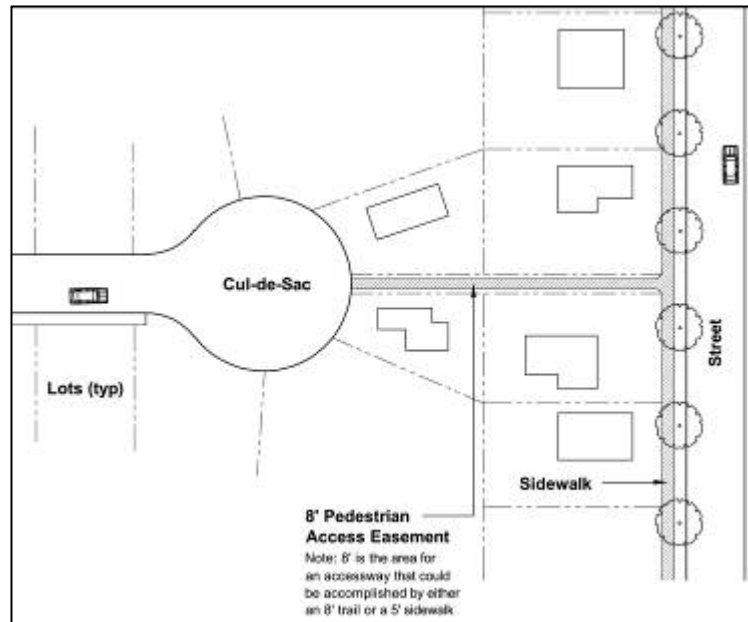 Cul-de-Sac
Street
Lots (typ)
Sidewalk
8' Pedestrian
Access Easement
Note: 8' is the area for
an accessway that could
be accomplished by either
an 8' trail or a 5' sidewalk